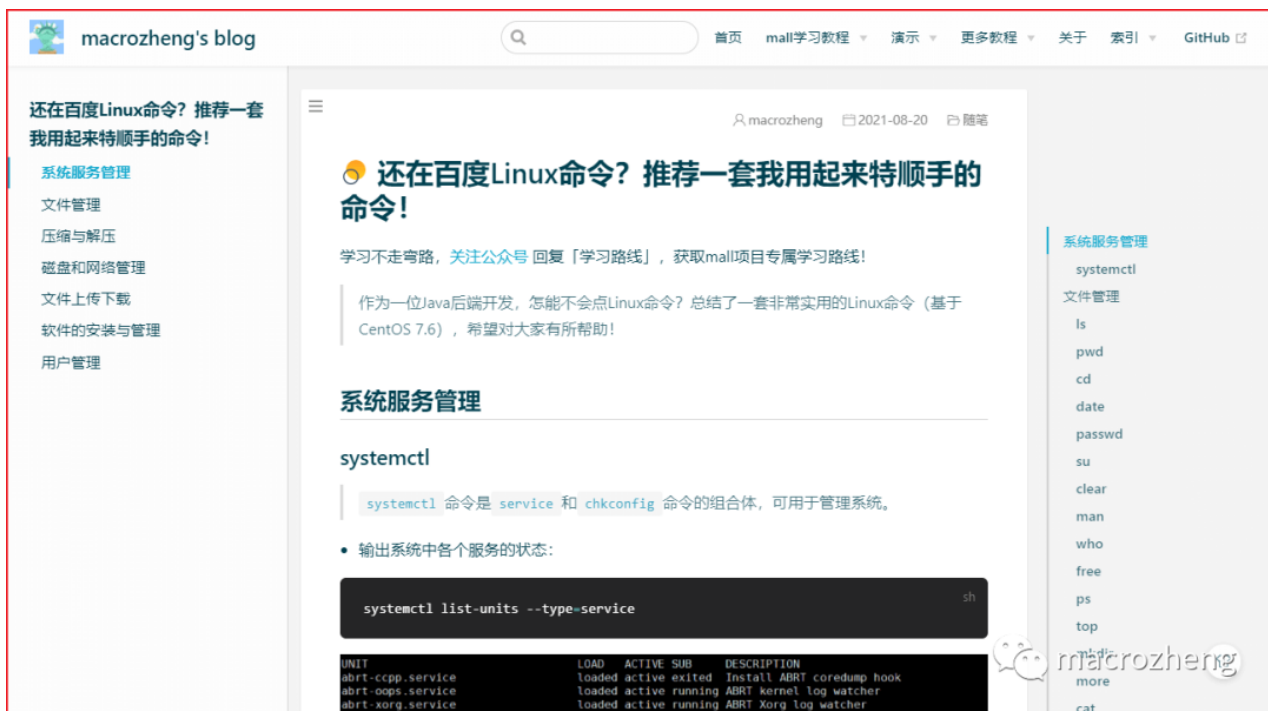 macrozheng's blog
首页 mall学习教程 演示 更多教程 关于 索引 GitHub
还在百度Linux命令？推荐一套
我用起来特顺手的命令！
系统服务管理
文件管理
压缩与解压
磁盘和网络管理
文件上传下载
软件的安装与管理
用户管理
macrozheng 2021-08-20 随笔
还在百度Linux命令？推荐一套我用起来特顺手的
命令！
学习不走弯路，关注公众号 回复「学习路线」，获取mall项目专属学习路线！
作为一位Java后端开发，怎能不会点Linux命令？总结了一套非常实用的Linux命令（基于
CentOS 7.6），希望对大家有所帮助！
系统服务管理
systemctl
systemctl 命令是 service 和 chkconfig 命令的组合体，可用于管理系统。
输出系统中各个服务的状态：
sh
systemctl list-units --type=service
UNIT LOAD ACTIVE SUB DESCRIPTION
abrt-ccpp.service loaded active exited Install ABRT coredump hook
abrt-oops.service loaded active running ABRT kernel log watcher
abrt-xorg.service loaded active running ABRT Xorg log watcher
系统服务管理
systemctl
文件管理
ls
pwd
cd
date
passwd
su
clear
man
who
free
ps
top
more
cat
macrozheng